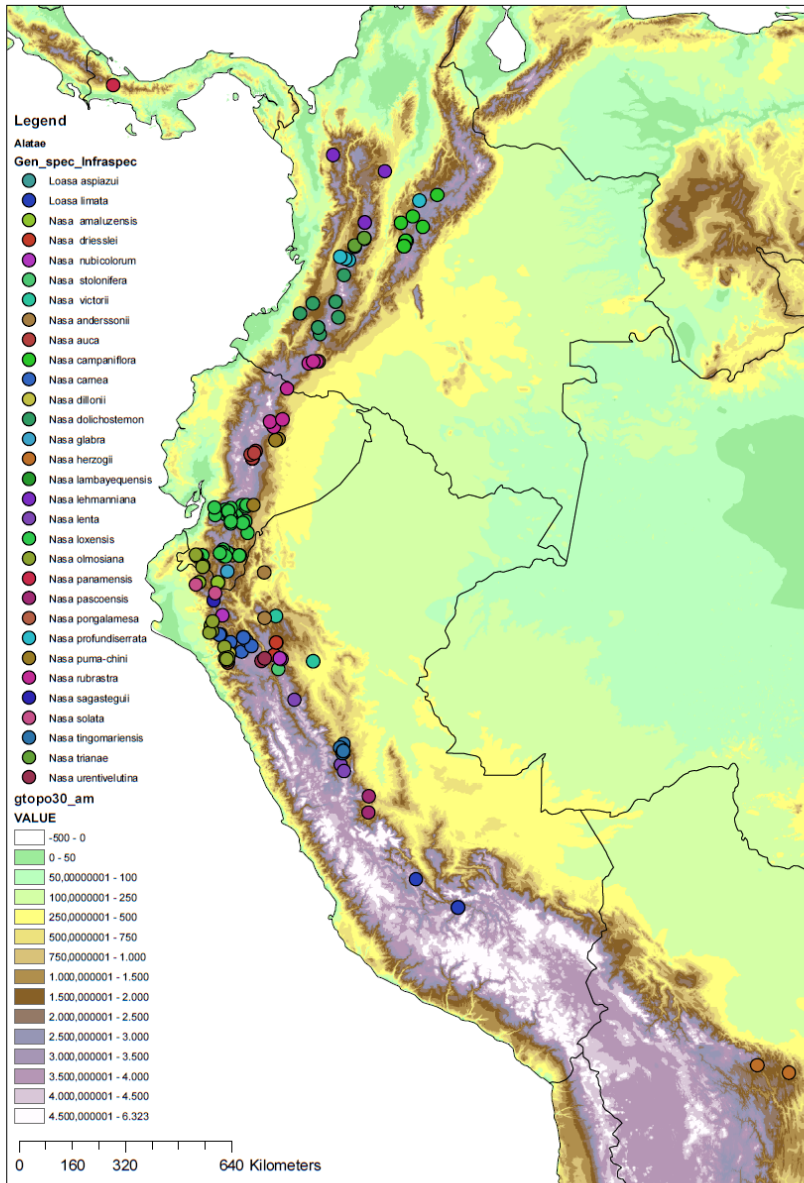 Legend
Alatae
Gen_spec_Infraspec
Loasa aspiazui
Loasa limata
Nasa amaluzensis
Nasa driesslei
Nasa nubicolorum
Nasa stolonifera
Nasa victorii
Nasa anderssonii
Nasa auca
Nasa campaniflora
Nasa carnea
Nasa dillonii
Nasa dolichostemon
Nasa glabra
Nasa herzogii
Nasa lambayequensis
Nasa lehmanniana
Nasa lenta
Nasa loxensis
Nasa olmosiana
Nasa panamensis
Nasa pascoensis
Nasa pongalamesa
Nasa profundiserrata
Nasa puma-chini
Nasa rubrastra
Nasa sagasteguii
Nasa solata
Nasa tingomariensis
Nasa trianae
Nasa urentivelutina
gtopo30_am
VALUE
-500 - 0
0 - 50
50,00000001 - 100
100,0000001 - 250
250,0000001 - 500
500,0000001 - 750
750,0000001 - 1.000
1.000,000001 - 1.500
1.500,000001 - 2.000
2.000,000001 - 2.500
2.500,000001 - 3.000
3.000,000001 - 3.500
3.500,000001 - 4.000
4.000,000001 - 4.500
4.500,000001 - 6.323
0 160 320 640 Kilometers